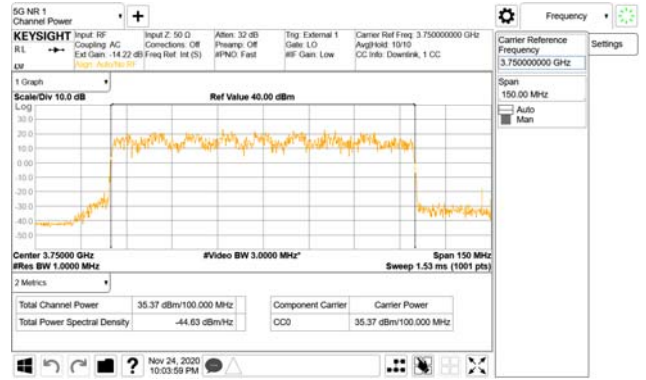 5G NR 1
Channel Power
+
Frequency
KEYSIGHT
RL
Input: RF
Coupling: AC
Ext Gain: -14.22 dB
Align: Auto/No RF
Input Z: 50 Ω
Corrections: Off
Freq Ref: Int (S)
Atten: 32 dB
Preamp: Off
#PNO: Fast
Trig: External 1
Gate: LO
#IF Gain: Low
Carrier Ref Freq: 3.750000000 GHz
Avg|Hold: 10/10
CC Info: Downlink, 1 CC
Carrier Reference
Frequency
3.750000000 GHz
Settings
Span
150.00 MHz
Auto
Man
1 Graph
Scale/Div 10.0 dB
Ref Value 40.00 dBm
Log
30.0
20.0
10.0
0.00
-10.0
-20.0
-30.0
-40.0
-50.0
Center 3.75000 GHz
#Video BW 3.0000 MHz*
Span 150 MHz
#Res BW 1.0000 MHz
Sweep 1.53 ms (1001 pts)
2 Metrics
Total Channel Power 35.37 dBm/100.000 MHz
Total Power Spectral Density -44.63 dBm/Hz
Component Carrier Carrier Power
CC0 35.37 dBm/100.000 MHz
?
Nov 24, 2020
10:03:59 PM